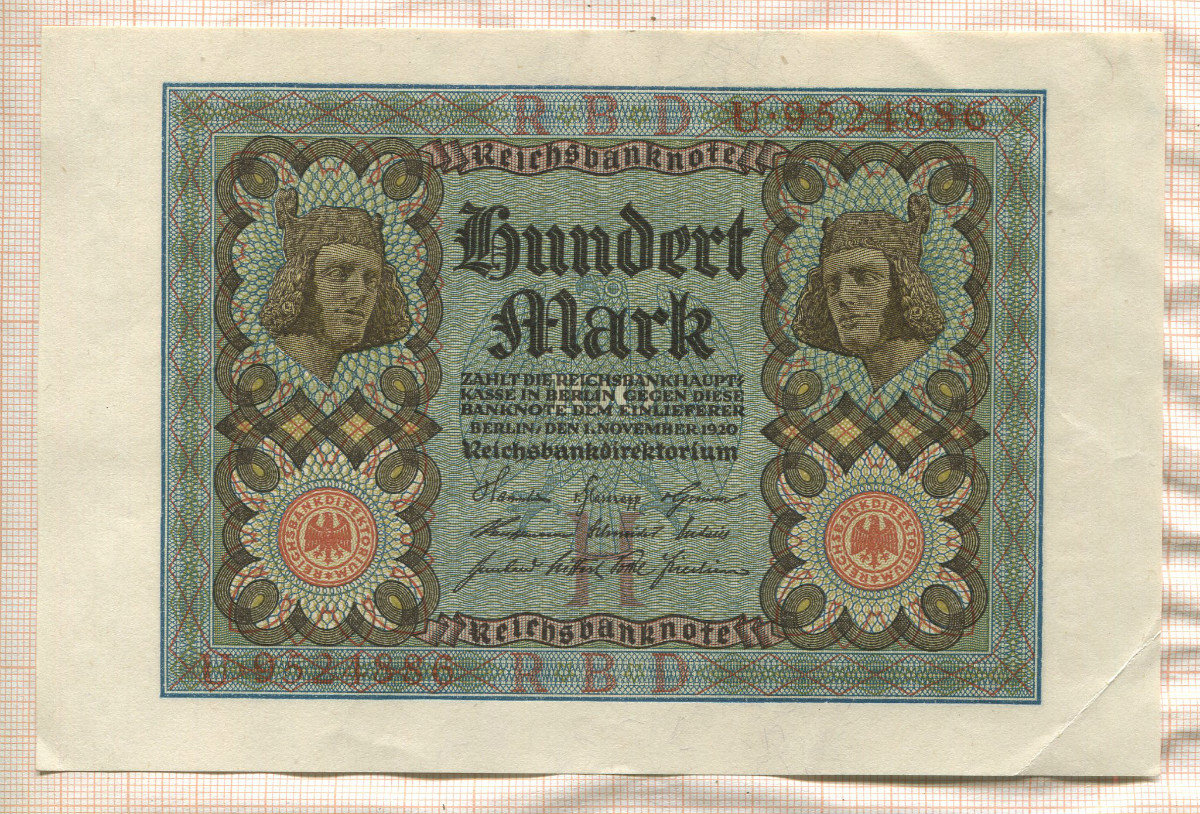 R B D U·9524886
Reichsbanknote
Hundert
Mark
ZAHLT DIE REICHSBANKHAUPT-
KASSE IN BERLIN GEGEN DIESE
BANKNOTE DEM EINLIEFERER
BERLIN, DEN 1. NOVEMBER 1920
Reichsbankdirektorium
REICHSBANKDIREKTORIUM
REICHSBANKDIREKTORIUM
H
Reichsbanknote
U·9524886 R B D